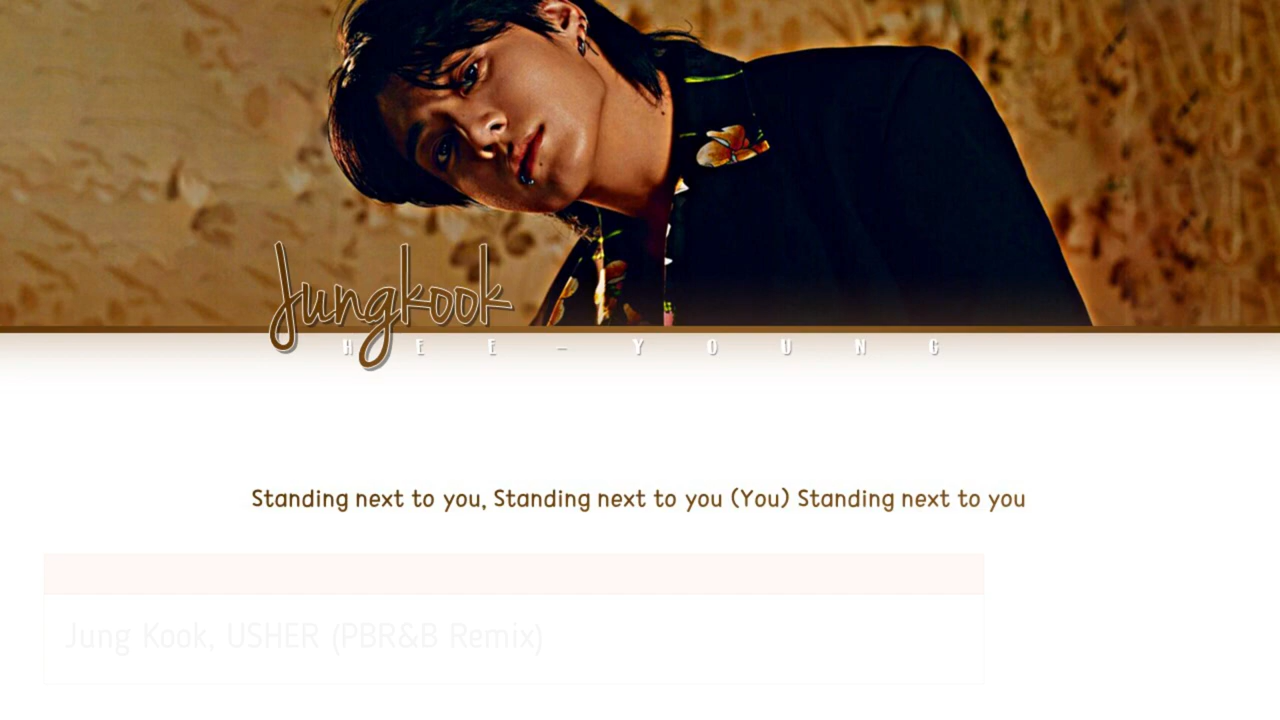 Jungkook
HEE-YOUNG
Standing next to you, Standing next to you (You) Standing next to you
Jung Kook, USHER (PBR&B Remix)